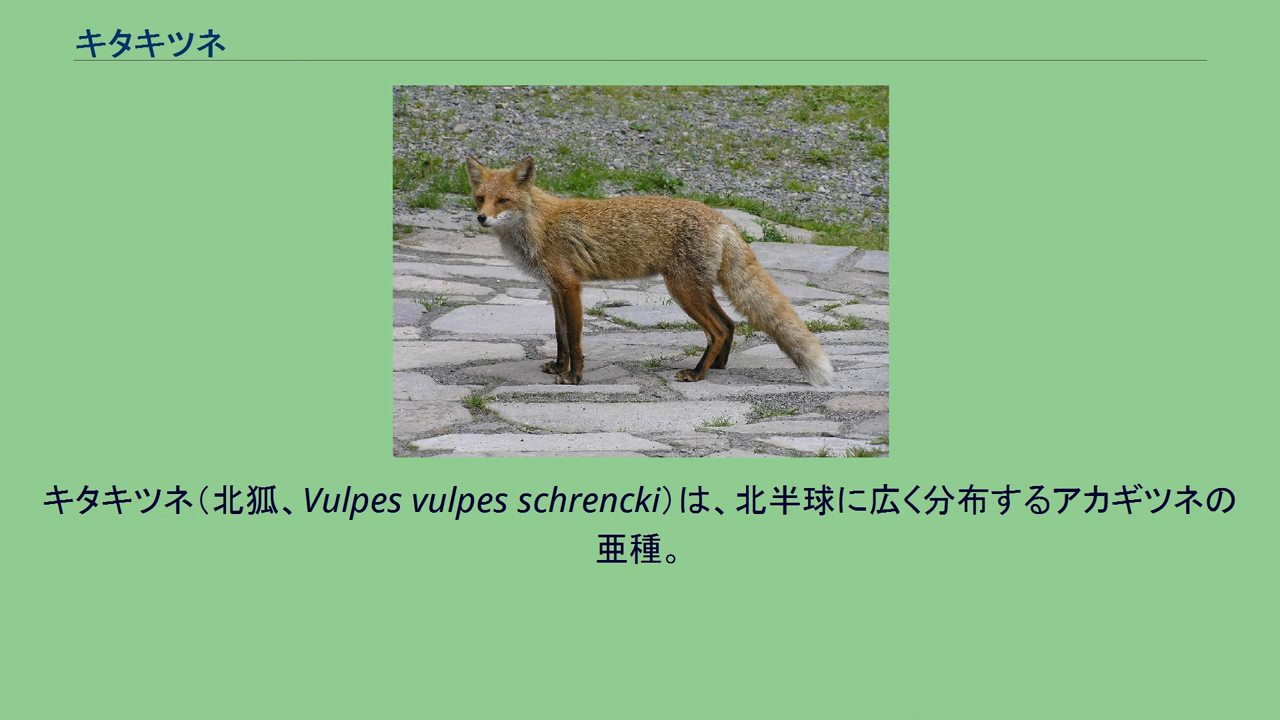 キタキツネ
キタキツネ（北狐、Vulpes vulpes schrencki）は、北半球に広く分布するアカギツネの
亜種。